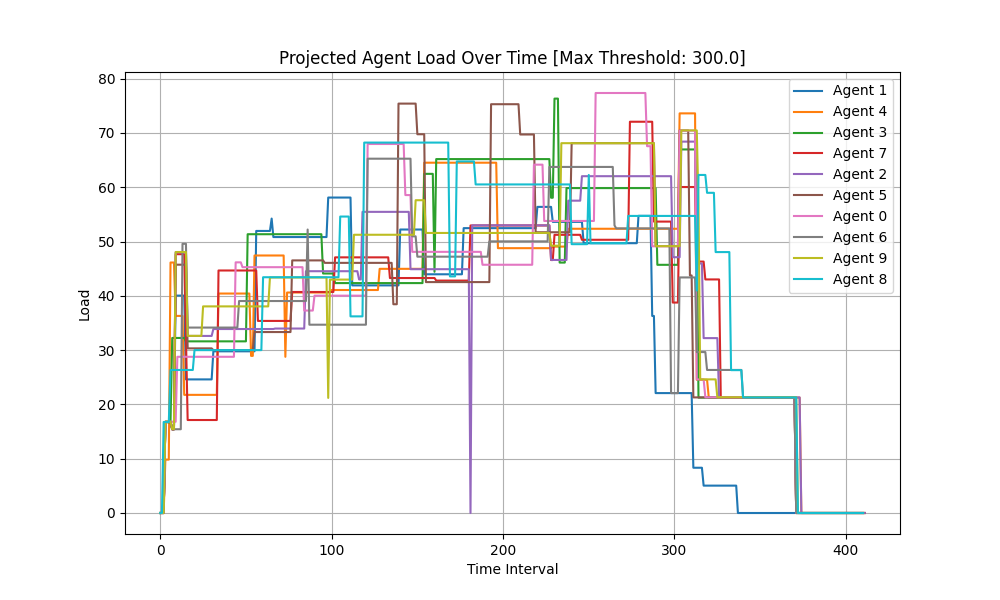 Projected Agent Load Over Time [Max Threshold: 300.0]
80
70
60
50
40
30
20
10
0
Load
0
100
200
300
400
Time Interval
Agent 1
Agent 4
Agent 3
Agent 7
Agent 2
Agent 5
Agent 0
Agent 6
Agent 9
Agent 8